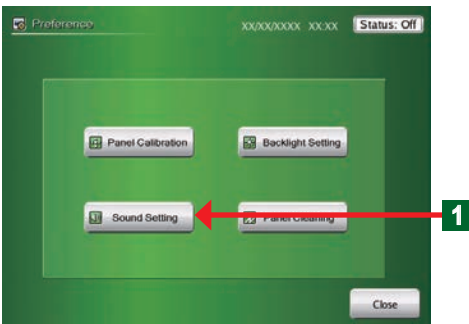 Preference XX/XX/XXXX XX:XX Status: Off
Panel Calibration Backlight Setting
Sound Setting Panel Cleaning 1
Close